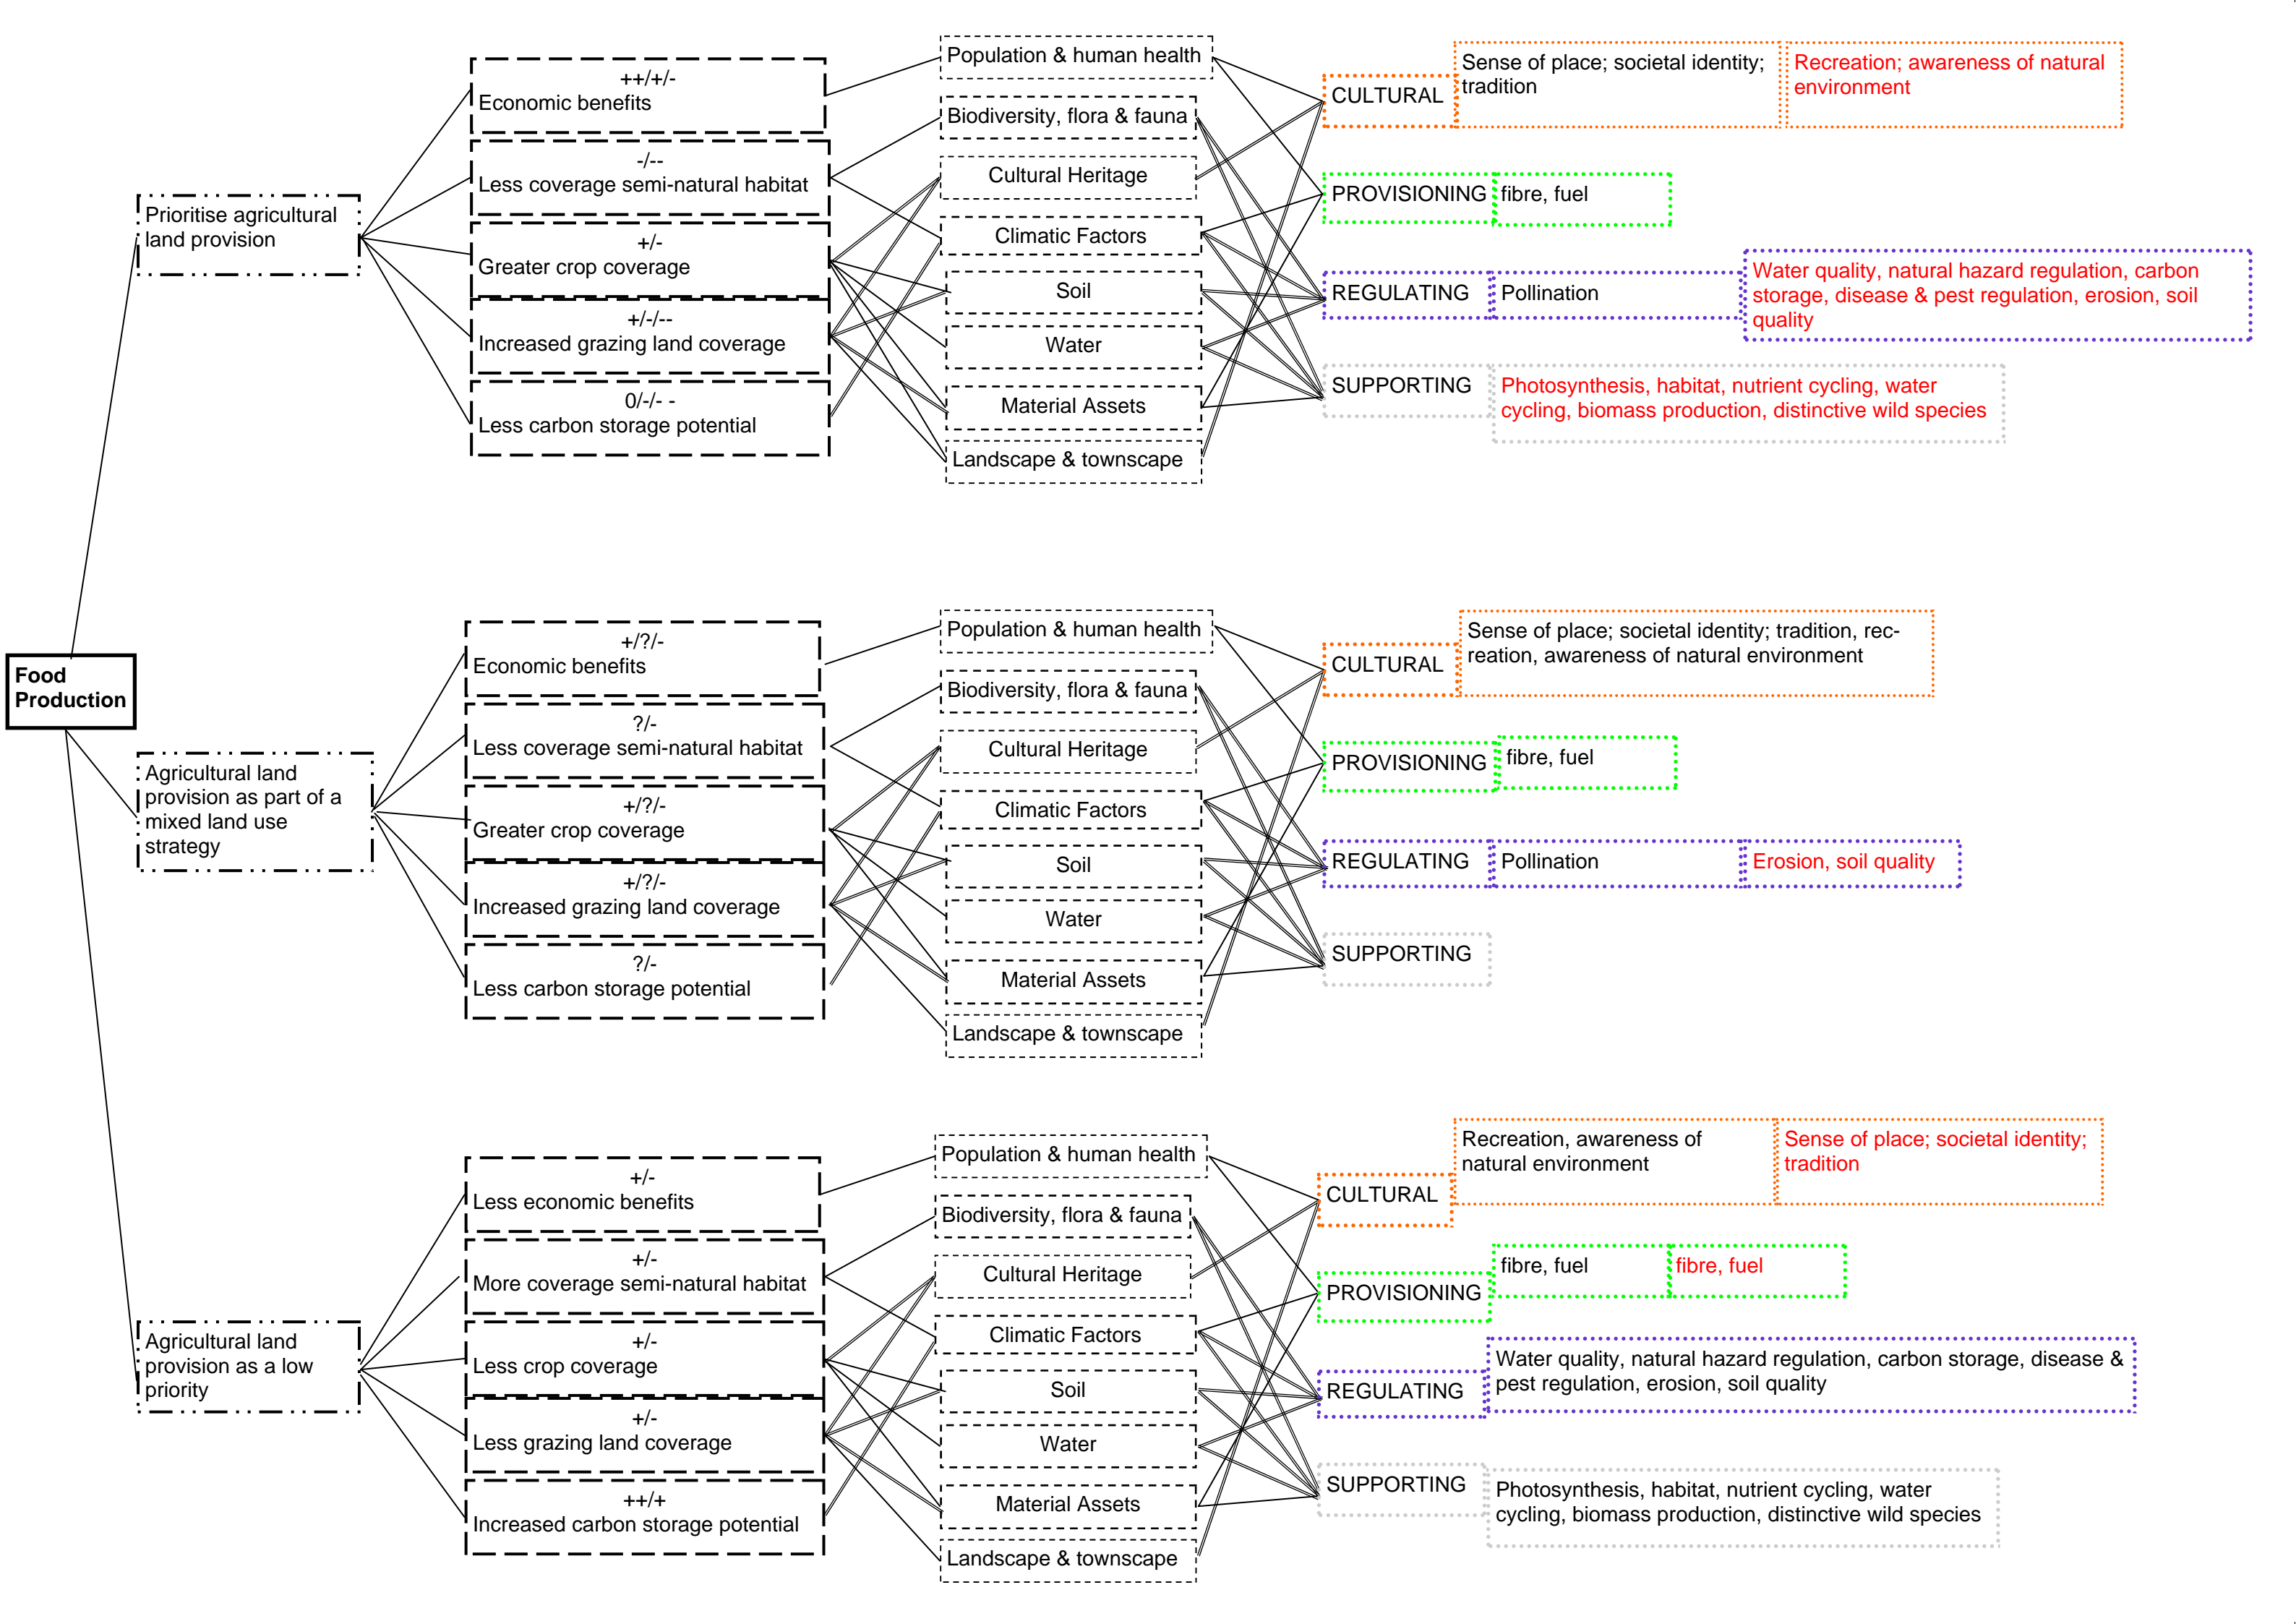 Food
Production
Prioritise agricultural
land provision
++/+/-
Economic benefits
-/--
Less coverage semi-natural habitat
+/-
Greater crop coverage
+/-/--
Increased grazing land coverage
0/-/- -
Less carbon storage potential
Population & human health
Biodiversity, flora & fauna
Cultural Heritage
Climatic Factors
Soil
Water
Material Assets
Landscape & townscape
CULTURAL
Sense of place; societal identity;
tradition
Recreation; awareness of natural
environment
PROVISIONING
fibre, fuel
REGULATING
Pollination
Water quality, natural hazard regulation, carbon
storage, disease & pest regulation, erosion, soil
quality
SUPPORTING
Photosynthesis, habitat, nutrient cycling, water
cycling, biomass production, distinctive wild species
Agricultural land
provision as part of a
mixed land use
strategy
+/?/-
Economic benefits
?/-
Less coverage semi-natural habitat
+/?/-
Greater crop coverage
+/?/-
Increased grazing land coverage
?/-
Less carbon storage potential
Population & human health
Biodiversity, flora & fauna
Cultural Heritage
Climatic Factors
Soil
Water
Material Assets
Landscape & townscape
CULTURAL
Sense of place; societal identity; tradition, rec-
reation, awareness of natural environment
PROVISIONING
fibre, fuel
REGULATING
Pollination
Erosion, soil quality
SUPPORTING
Agricultural land
provision as a low
priority
+/-
Less economic benefits
+/-
More coverage semi-natural habitat
+/-
Less crop coverage
+/-
Less grazing land coverage
++/+
Increased carbon storage potential
Population & human health
Biodiversity, flora & fauna
Cultural Heritage
Climatic Factors
Soil
Water
Material Assets
Landscape & townscape
CULTURAL
Recreation, awareness of
natural environment
Sense of place; societal identity;
tradition
PROVISIONING
fibre, fuel
fibre, fuel
REGULATING
Water quality, natural hazard regulation, carbon storage, disease &
pest regulation, erosion, soil quality
SUPPORTING
Photosynthesis, habitat, nutrient cycling, water
cycling, biomass production, distinctive wild species